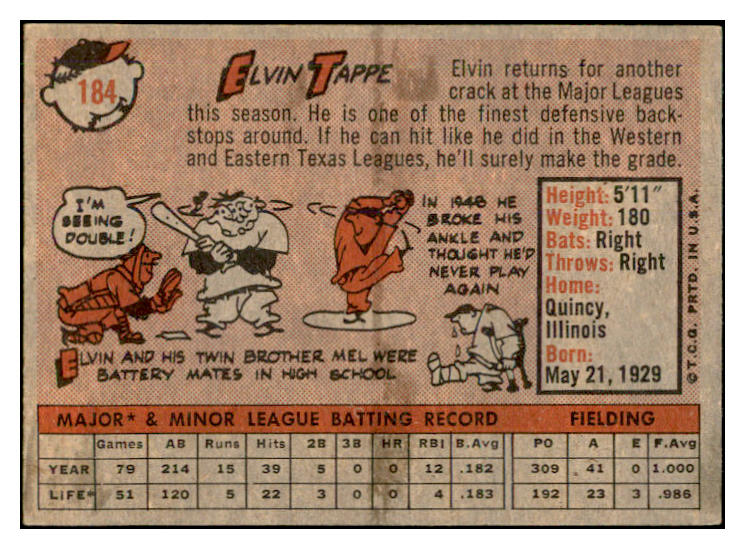 184
ELVIN TAPPE
Elvin returns for another
crack at the Major Leagues
this season. He is one of the finest defensive back-
stops around. If he can hit like he did in the Western
and Eastern Texas Leagues, he'll surely make the grade.
I'M
SEEING
DOUBLE!
IN 1948 HE
BROKE HIS
ANKLE AND
THOUGHT HE'D
NEVER PLAY
AGAIN
ELVIN AND HIS TWIN BROTHER MEL WERE
BATTERY MATES IN HIGH SCHOOL
Height: 5'11"
Weight: 180
Bats: Right
Throws: Right
Home:
Quincy,
Illinois
Born:
May 21, 1929
© T.C.G. PRTD. IN U.S.A.
MAJOR* & MINOR LEAGUE BATTING RECORD FIELDING
Games AB Runs Hits 2B 3B HR RBI B.Avg PO A E F.Avg
YEAR 79 214 15 39 5 0 0 12 .182 309 41 0 1.000
LIFE* 51 120 5 22 3 0 0 4 .183 192 23 3 .986